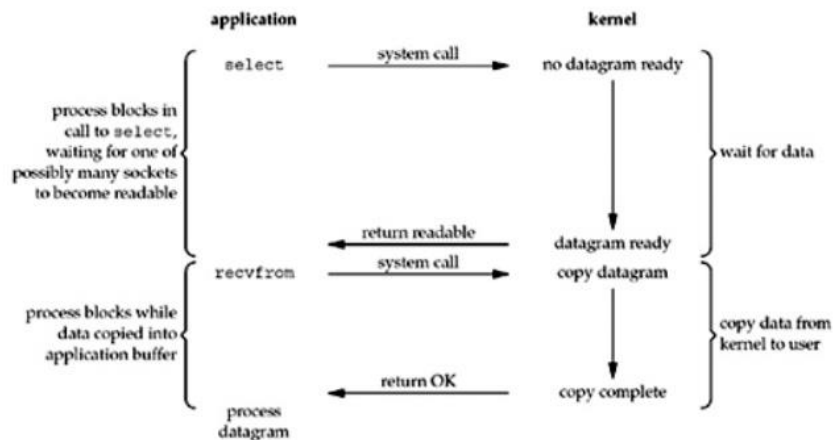 application kernel
select system call no datagram ready
process blocks in
call to select,
waiting for one of
possibly many sockets
to become readable
wait for data
return readable datagram ready
recvfrom system call copy datagram
process blocks while
data copied into
application buffer
copy data from
kernel to user
return OK copy complete
process
datagram